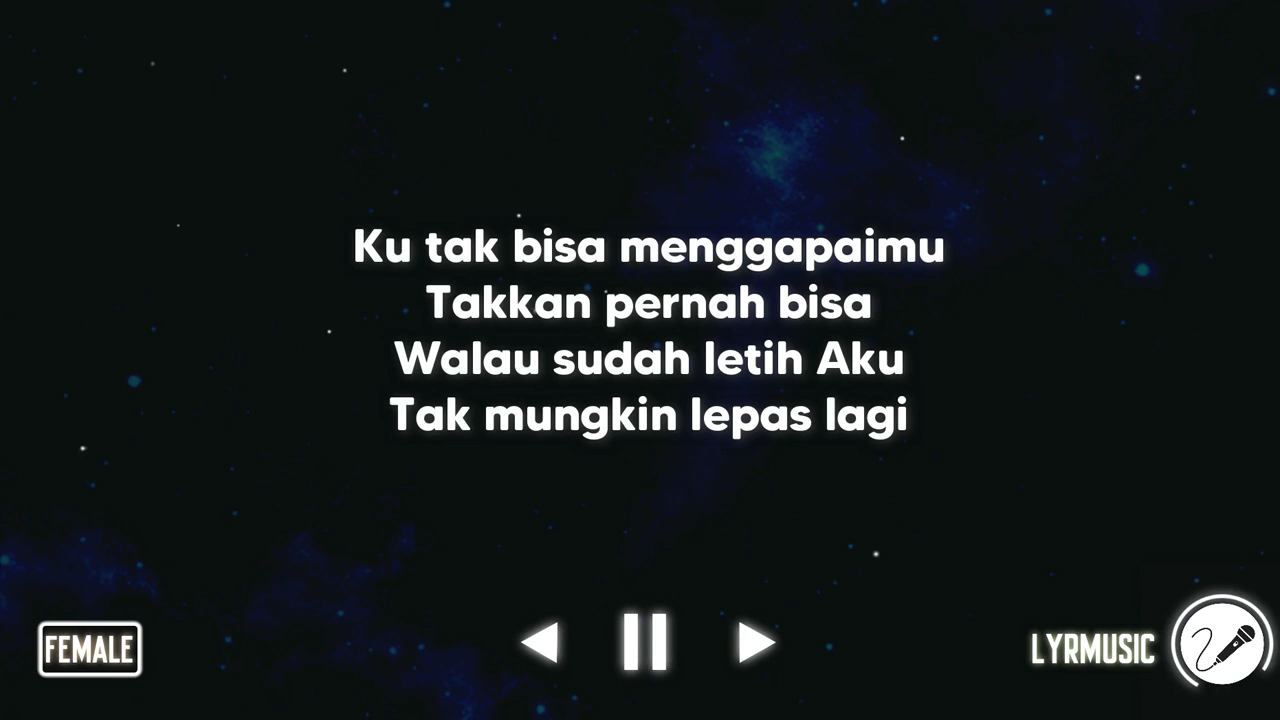 Ku tak bisa menggapaimu
Takkan pernah bisa
Walau sudah letih Aku
Tak mungkin lepas lagi
FEMALE
LYRMUSIC